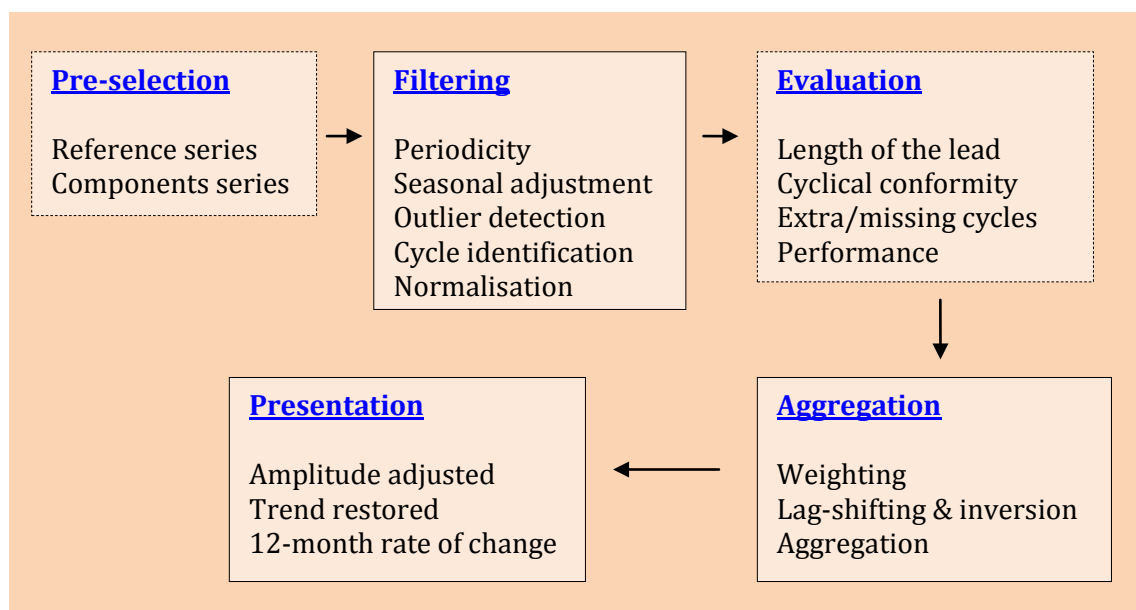 Pre-selection
Reference series
Components series
Filtering
Periodicity
Seasonal adjustment
Outlier detection
Cycle identification
Normalisation
Evaluation
Length of the lead
Cyclical conformity
Extra/missing cycles
Performance
Aggregation
Weighting
Lag-shifting & inversion
Aggregation
Presentation
Amplitude adjusted
Trend restored
12-month rate of change